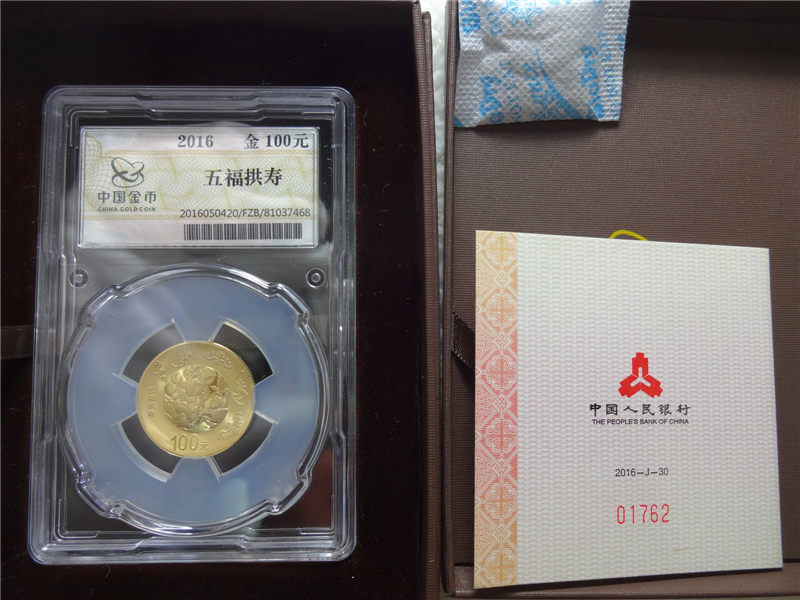 2016 金 100元
中国金币
CHINA GOLD COIN
五福拱寿
2016050420/FZB/81037468
100元
中国人民银行
THE PEOPLE'S BANK OF CHINA
2016-J-30
01762